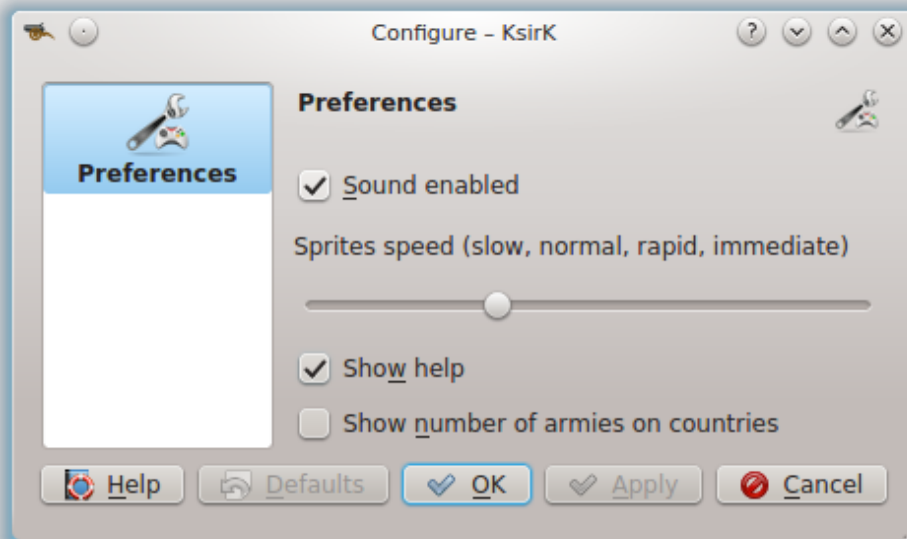 Configure – KsirK
Preferences
Preferences
Sound enabled
Sprites speed (slow, normal, rapid, immediate)
Show help
Show number of armies on countries
Help Defaults OK Apply Cancel